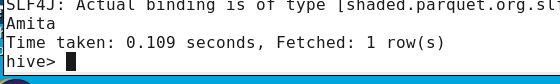 SLF4J: Actual binding is of type [shaded.parquet.org.slf
Amita
Time taken: 0.109 seconds, Fetched: 1 row(s)
hive>